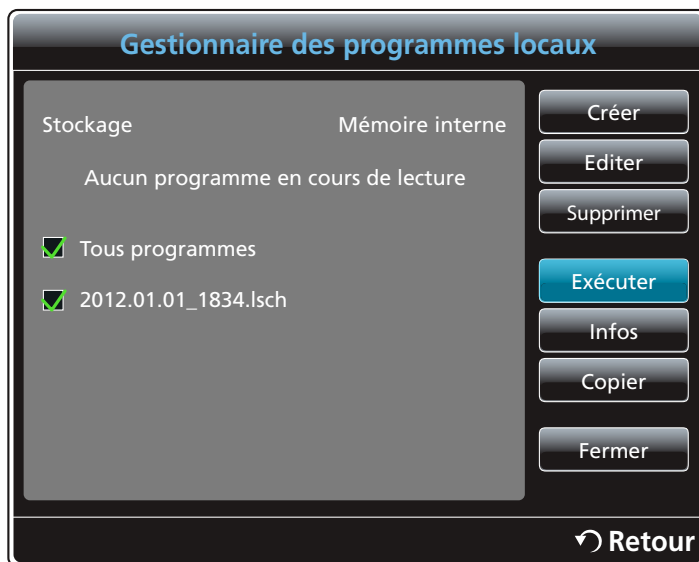 Gestionnaire des programmes locaux
Stockage Mémoire interne
Aucun programme en cours de lecture
Tous programmes
2012.01.01_1834.lsch
Créer
Editer
Supprimer
Exécuter
Infos
Copier
Fermer
Retour